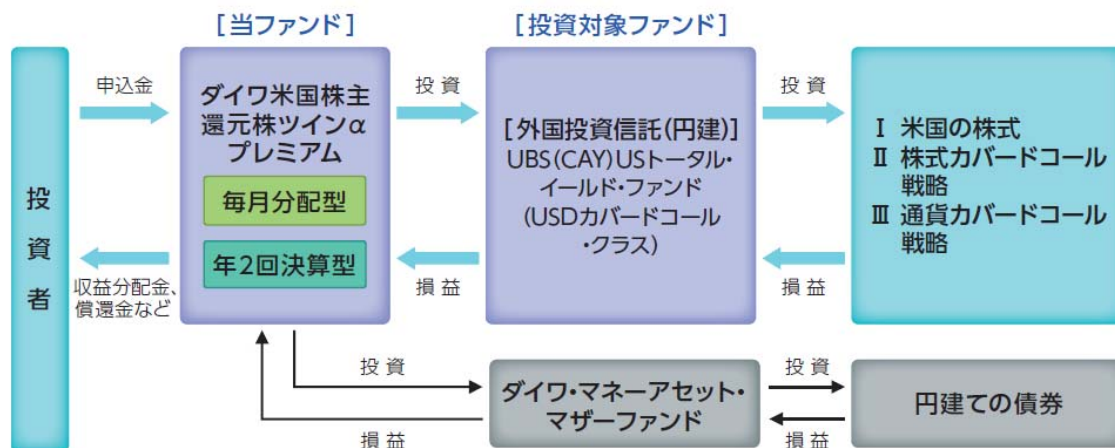 [当ファンド]
[投資対象ファンド]
投資者
申込金
収益分配金、
償還金など
ダイワ米国株主
還元株ツインα
プレミアム
毎月分配型
年2回決算型
投資
損益
[外国投資信託(円建)]
UBS(CAY)USトータル・
イールド・ファンド
(USDカバードコール
・クラス)
投資
損益
Ⅰ 米国の株式
Ⅱ 株式カバードコール
戦略
Ⅲ 通貨カバードコール
戦略
投資
損益
ダイワ・マネーアセット・
マザーファンド
投資
損益
円建ての債券